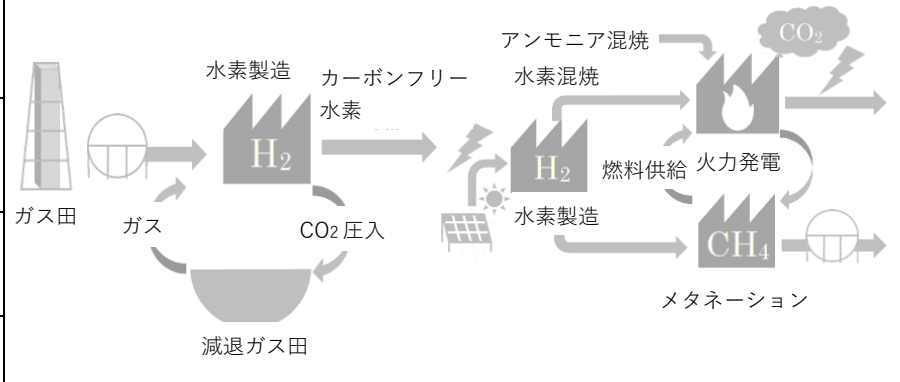 アンモニア混焼
CO₂
水素製造
カーボンフリー
水素
水素混焼
H₂
H₂
燃料供給
火力発電
ガス田
ガス
CO2 圧入
水素製造
CH₄
メタネーション
減退ガス田